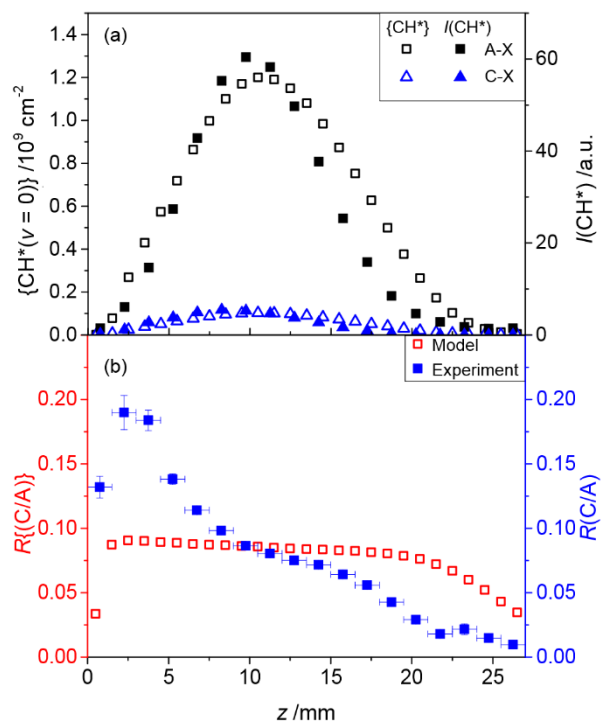 (a)
{CH*} I(CH*)
A-X
C-X
1.4
1.2
1.0
0.8
0.6
0.4
0.2
0.0
{CH*(v = 0)} /10⁹ cm⁻²
60
40
20
0
I(CH*) /a.u.
(b)
Model
Experiment
0.20
0.15
0.10
0.05
0.00
R{(C/A)}
0.20
0.15
0.10
0.05
0.00
R(C/A)
0 5 10 15 20 25
z /mm